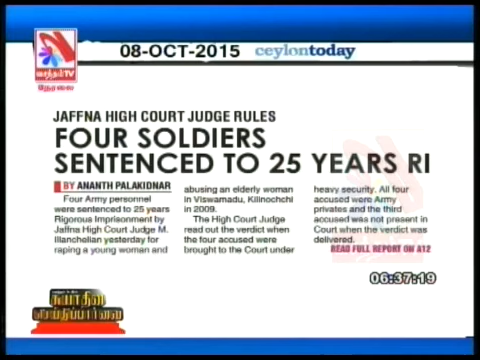 வசந்தம்TV
நேரலை
08-OCT-2015 ceylontoday
JAFFNA HIGH COURT JUDGE RULES
FOUR SOLDIERS
SENTENCED TO 25 YEARS RI
BY ANANTH PALAKIDNAR
Four Army personnel
were sentenced to 25 years
Rigorous Imprisonment by
Jaffna High Court Judge M.
Illanchelian yesterday for
raping a young woman and
abusing an elderly woman
in Viswamadu, Kilinochchi
in 2009.
The High Court Judge
read out the verdict when
the four accused were
brought to the Court under
heavy security. All four
accused were Army
privates and the third
accused was not present in
Court when the verdict was
delivered.
READ FULL REPORT ON A12
06:37:19
செய்திப்பார்வை